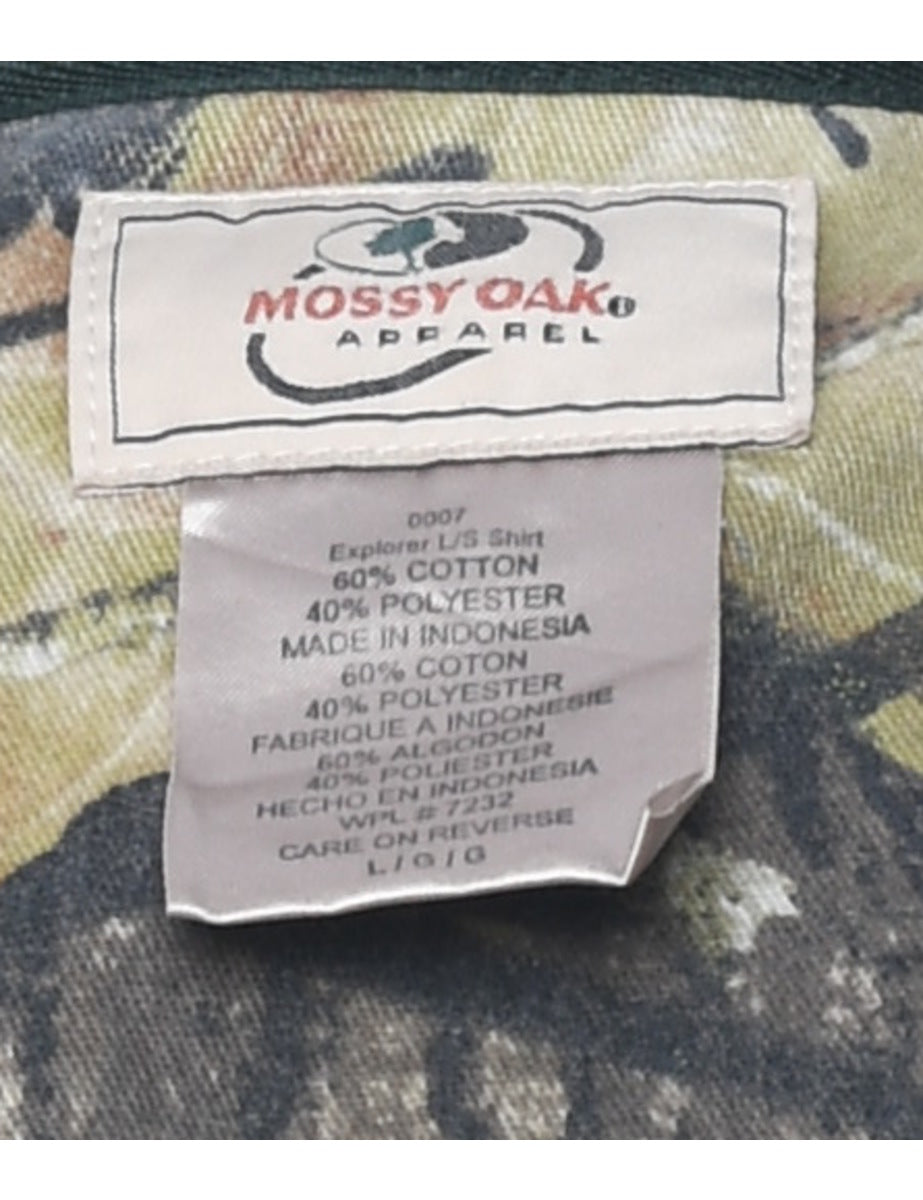 MOSSY OAK
APPAREL
0007
Explorer L/S Shirt
60% COTTON
40% POLYESTER
MADE IN INDONESIA
60% COTON
40% POLYESTER
FABRIQUE A INDONESIE
60% ALGODON
40% POLIESTER
HECHO EN INDONESIA
WPL # 7232
CARE ON REVERSE
L / G / G